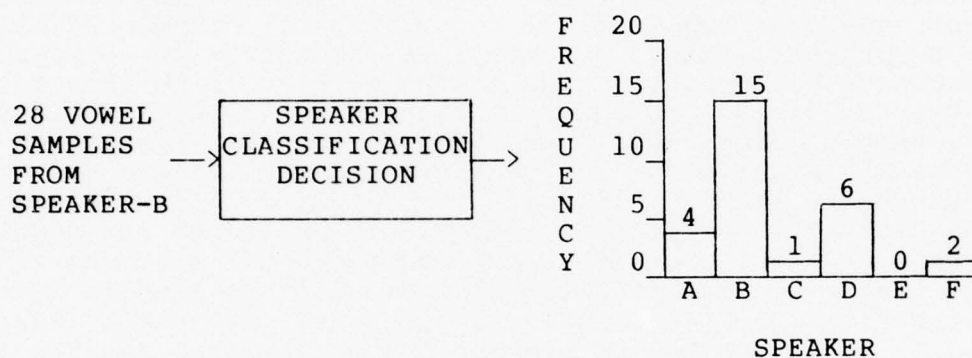 28 VOWEL
SAMPLES
FROM
SPEAKER-B
SPEAKER
CLASSIFICATION
DECISION
FREQUENCY
20
15
10
5
0
4
15
1
6
0
2
A B C D E F
SPEAKER